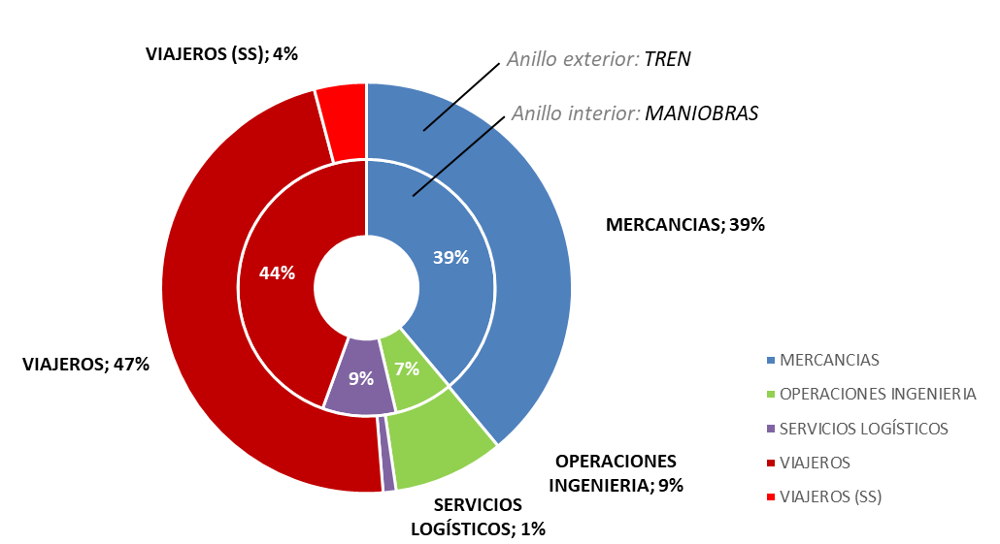 VIAJEROS (SS); 4%
Anillo exterior: TREN
Anillo interior: MANIOBRAS
MERCANCIAS; 39%
39%
44%
VIAJEROS; 47%
9%
7%
MERCANCIAS
OPERACIONES INGENIERIA
SERVICIOS LOGÍSTICOS
VIAJEROS
VIAJEROS (SS)
OPERACIONES
INGENIERIA; 9%
SERVICIOS
LOGÍSTICOS; 1%